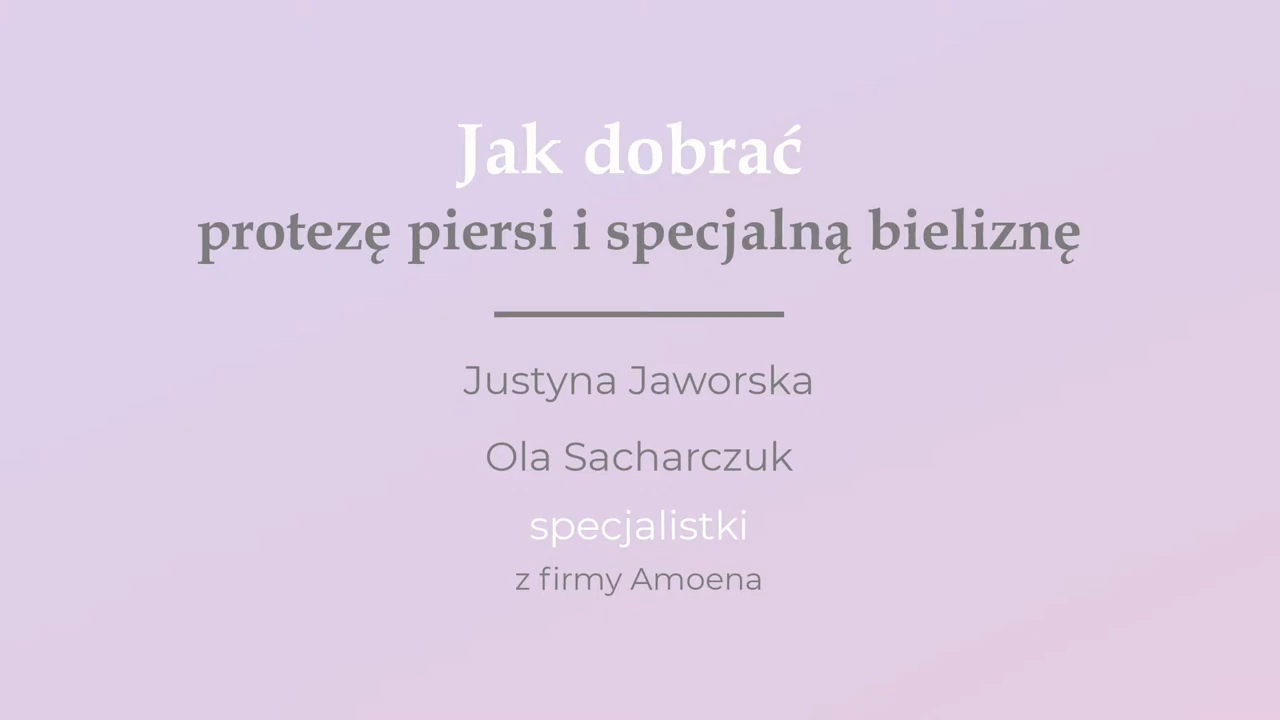 Jak dobrać
protezę piersi i specjalną bieliznę
Justyna Jaworska
Ola Sacharczuk
specjalistki
z firmy Amoena